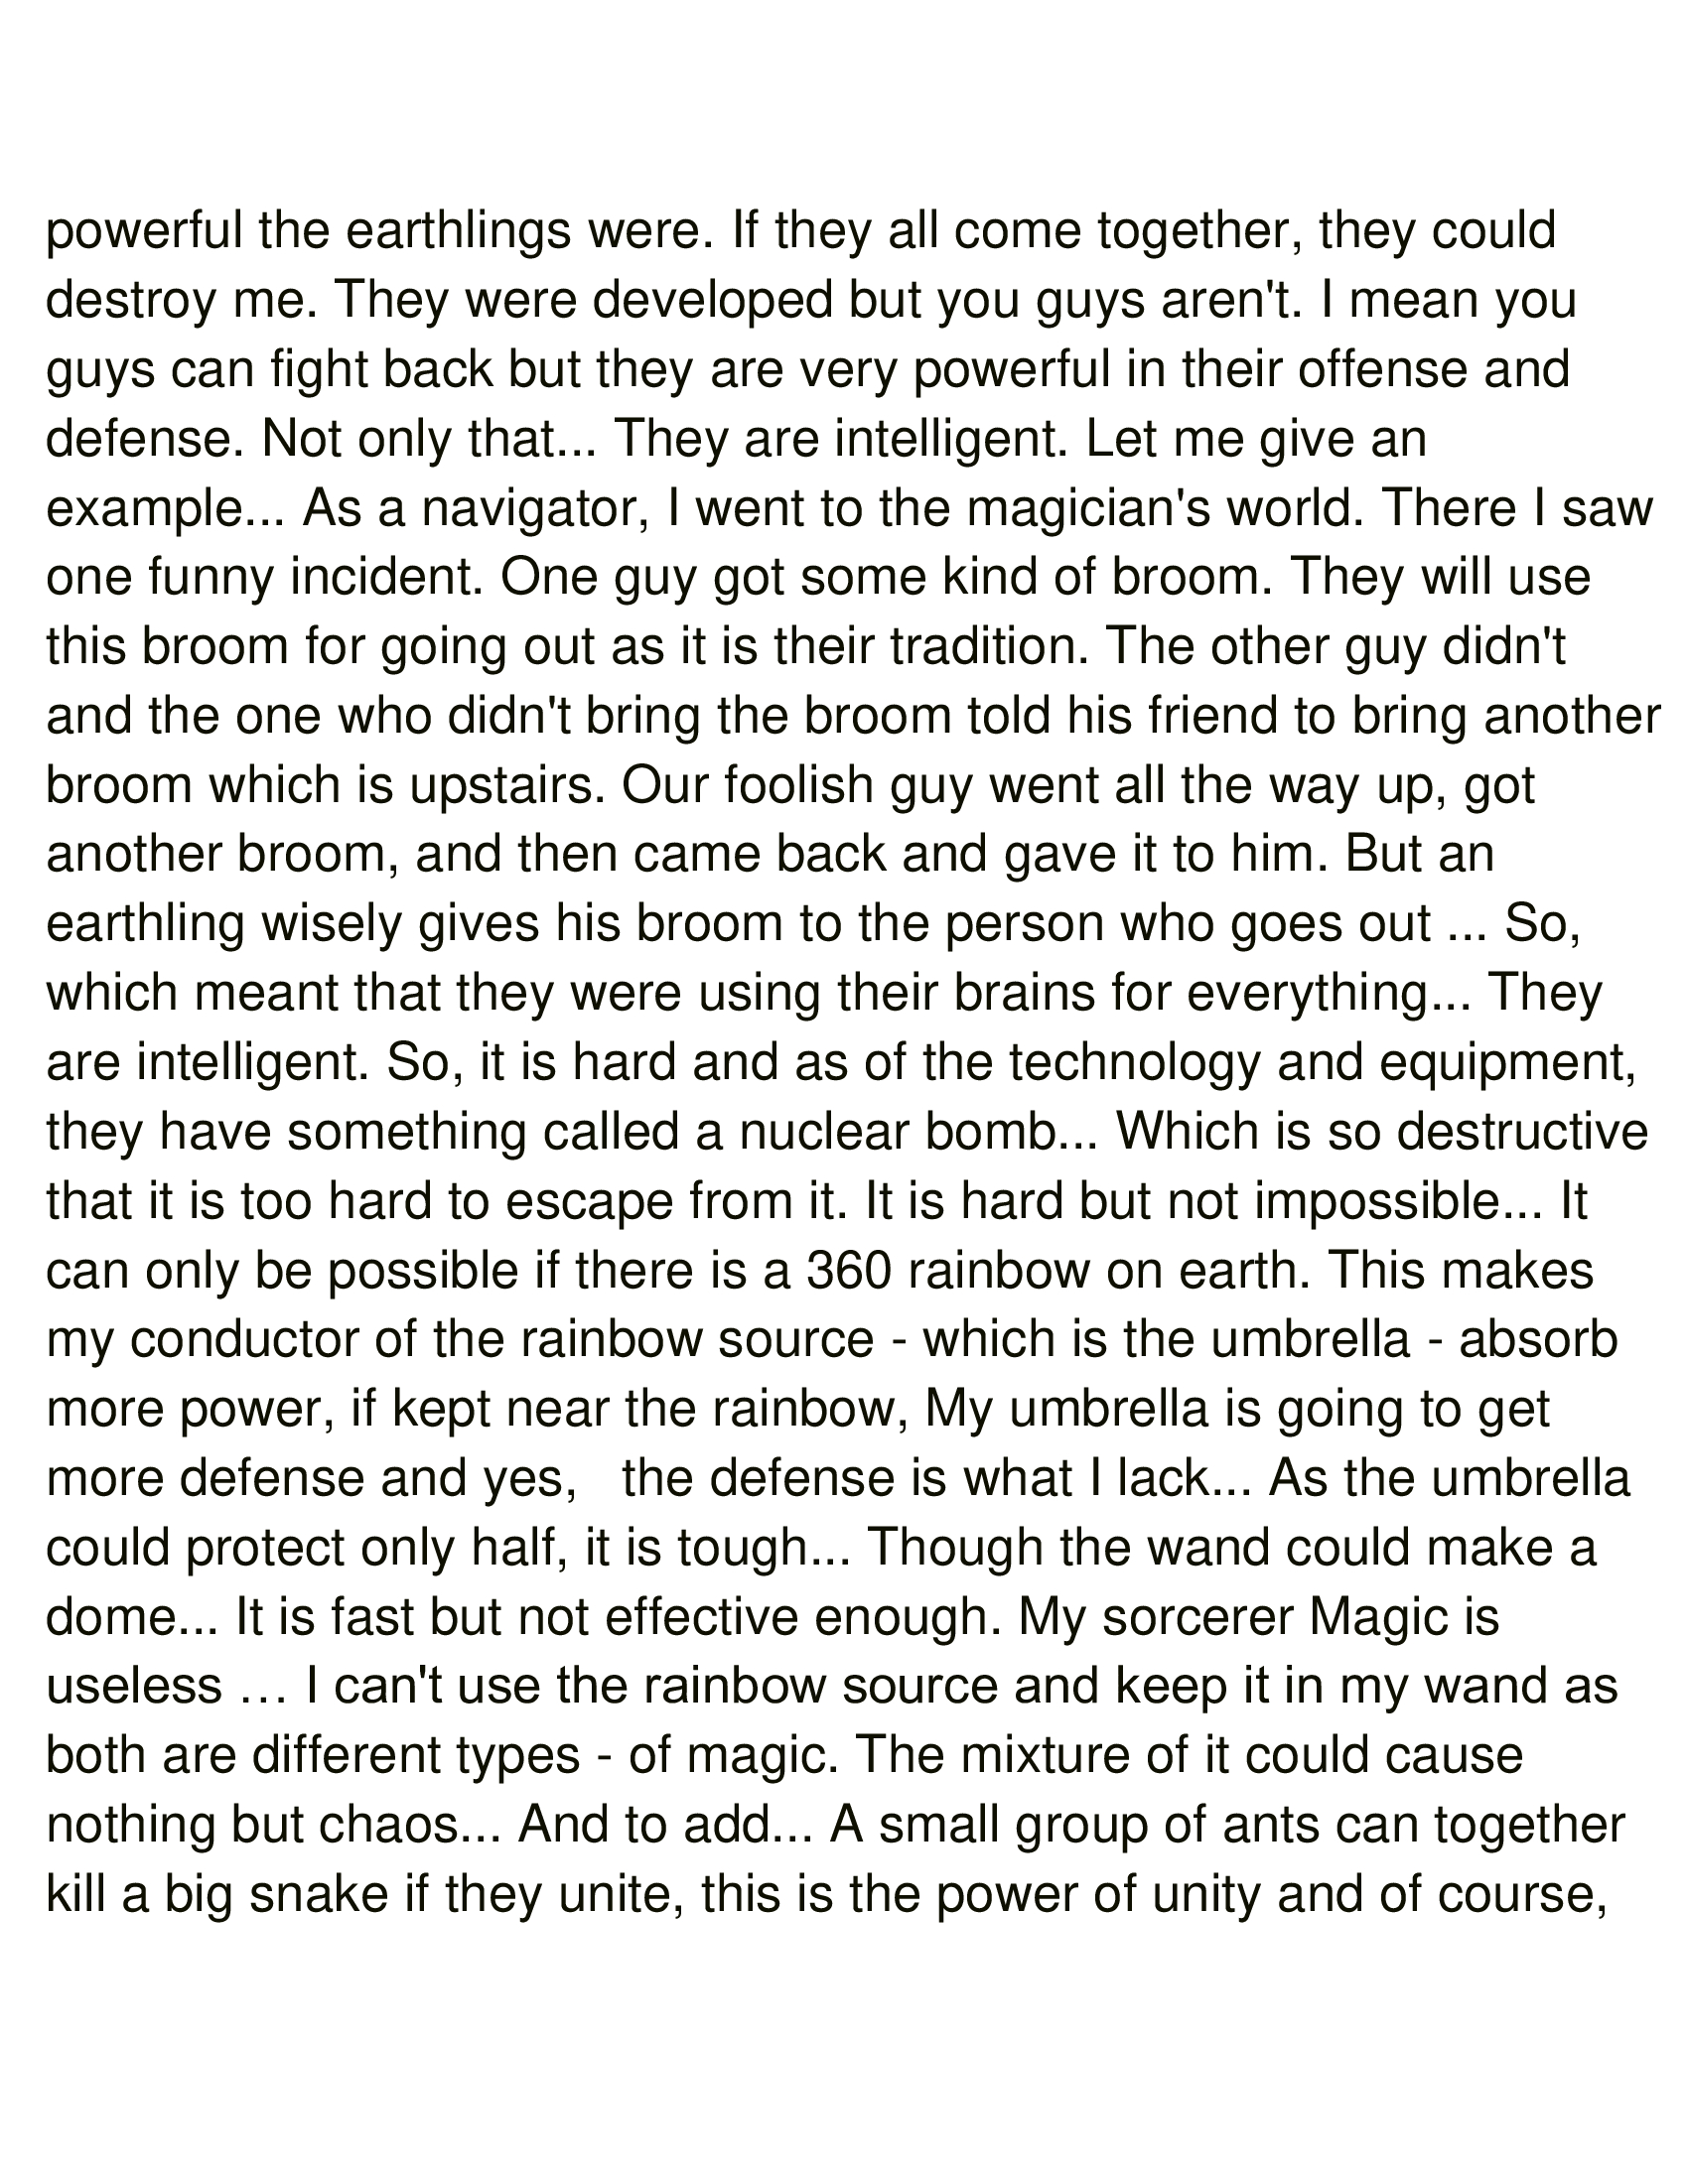 powerful the earthlings were. If they all come together, they could
destroy me. They were developed but you guys aren't. I mean you
guys can fight back but they are very powerful in their offense and
defense. Not only that... They are intelligent. Let me give an
example... As a navigator, I went to the magician's world. There I saw
one funny incident. One guy got some kind of broom. They will use
this broom for going out as it is their tradition. The other guy didn't
and the one who didn't bring the broom told his friend to bring another
broom which is upstairs. Our foolish guy went all the way up, got
another broom, and then came back and gave it to him. But an
earthling wisely gives his broom to the person who goes out ... So,
which meant that they were using their brains for everything... They
are intelligent. So, it is hard and as of the technology and equipment,
they have something called a nuclear bomb... Which is so destructive
that it is too hard to escape from it. It is hard but not impossible... It
can only be possible if there is a 360 rainbow on earth. This makes
my conductor of the rainbow source - which is the umbrella - absorb
more power, if kept near the rainbow, My umbrella is going to get
more defense and yes,   the defense is what I lack... As the umbrella
could protect only half, it is tough... Though the wand could make a
dome... It is fast but not effective enough. My sorcerer Magic is
useless … I can't use the rainbow source and keep it in my wand as
both are different types - of magic. The mixture of it could cause
nothing but chaos... And to add... A small group of ants can together
kill a big snake if they unite, this is the power of unity and of course,